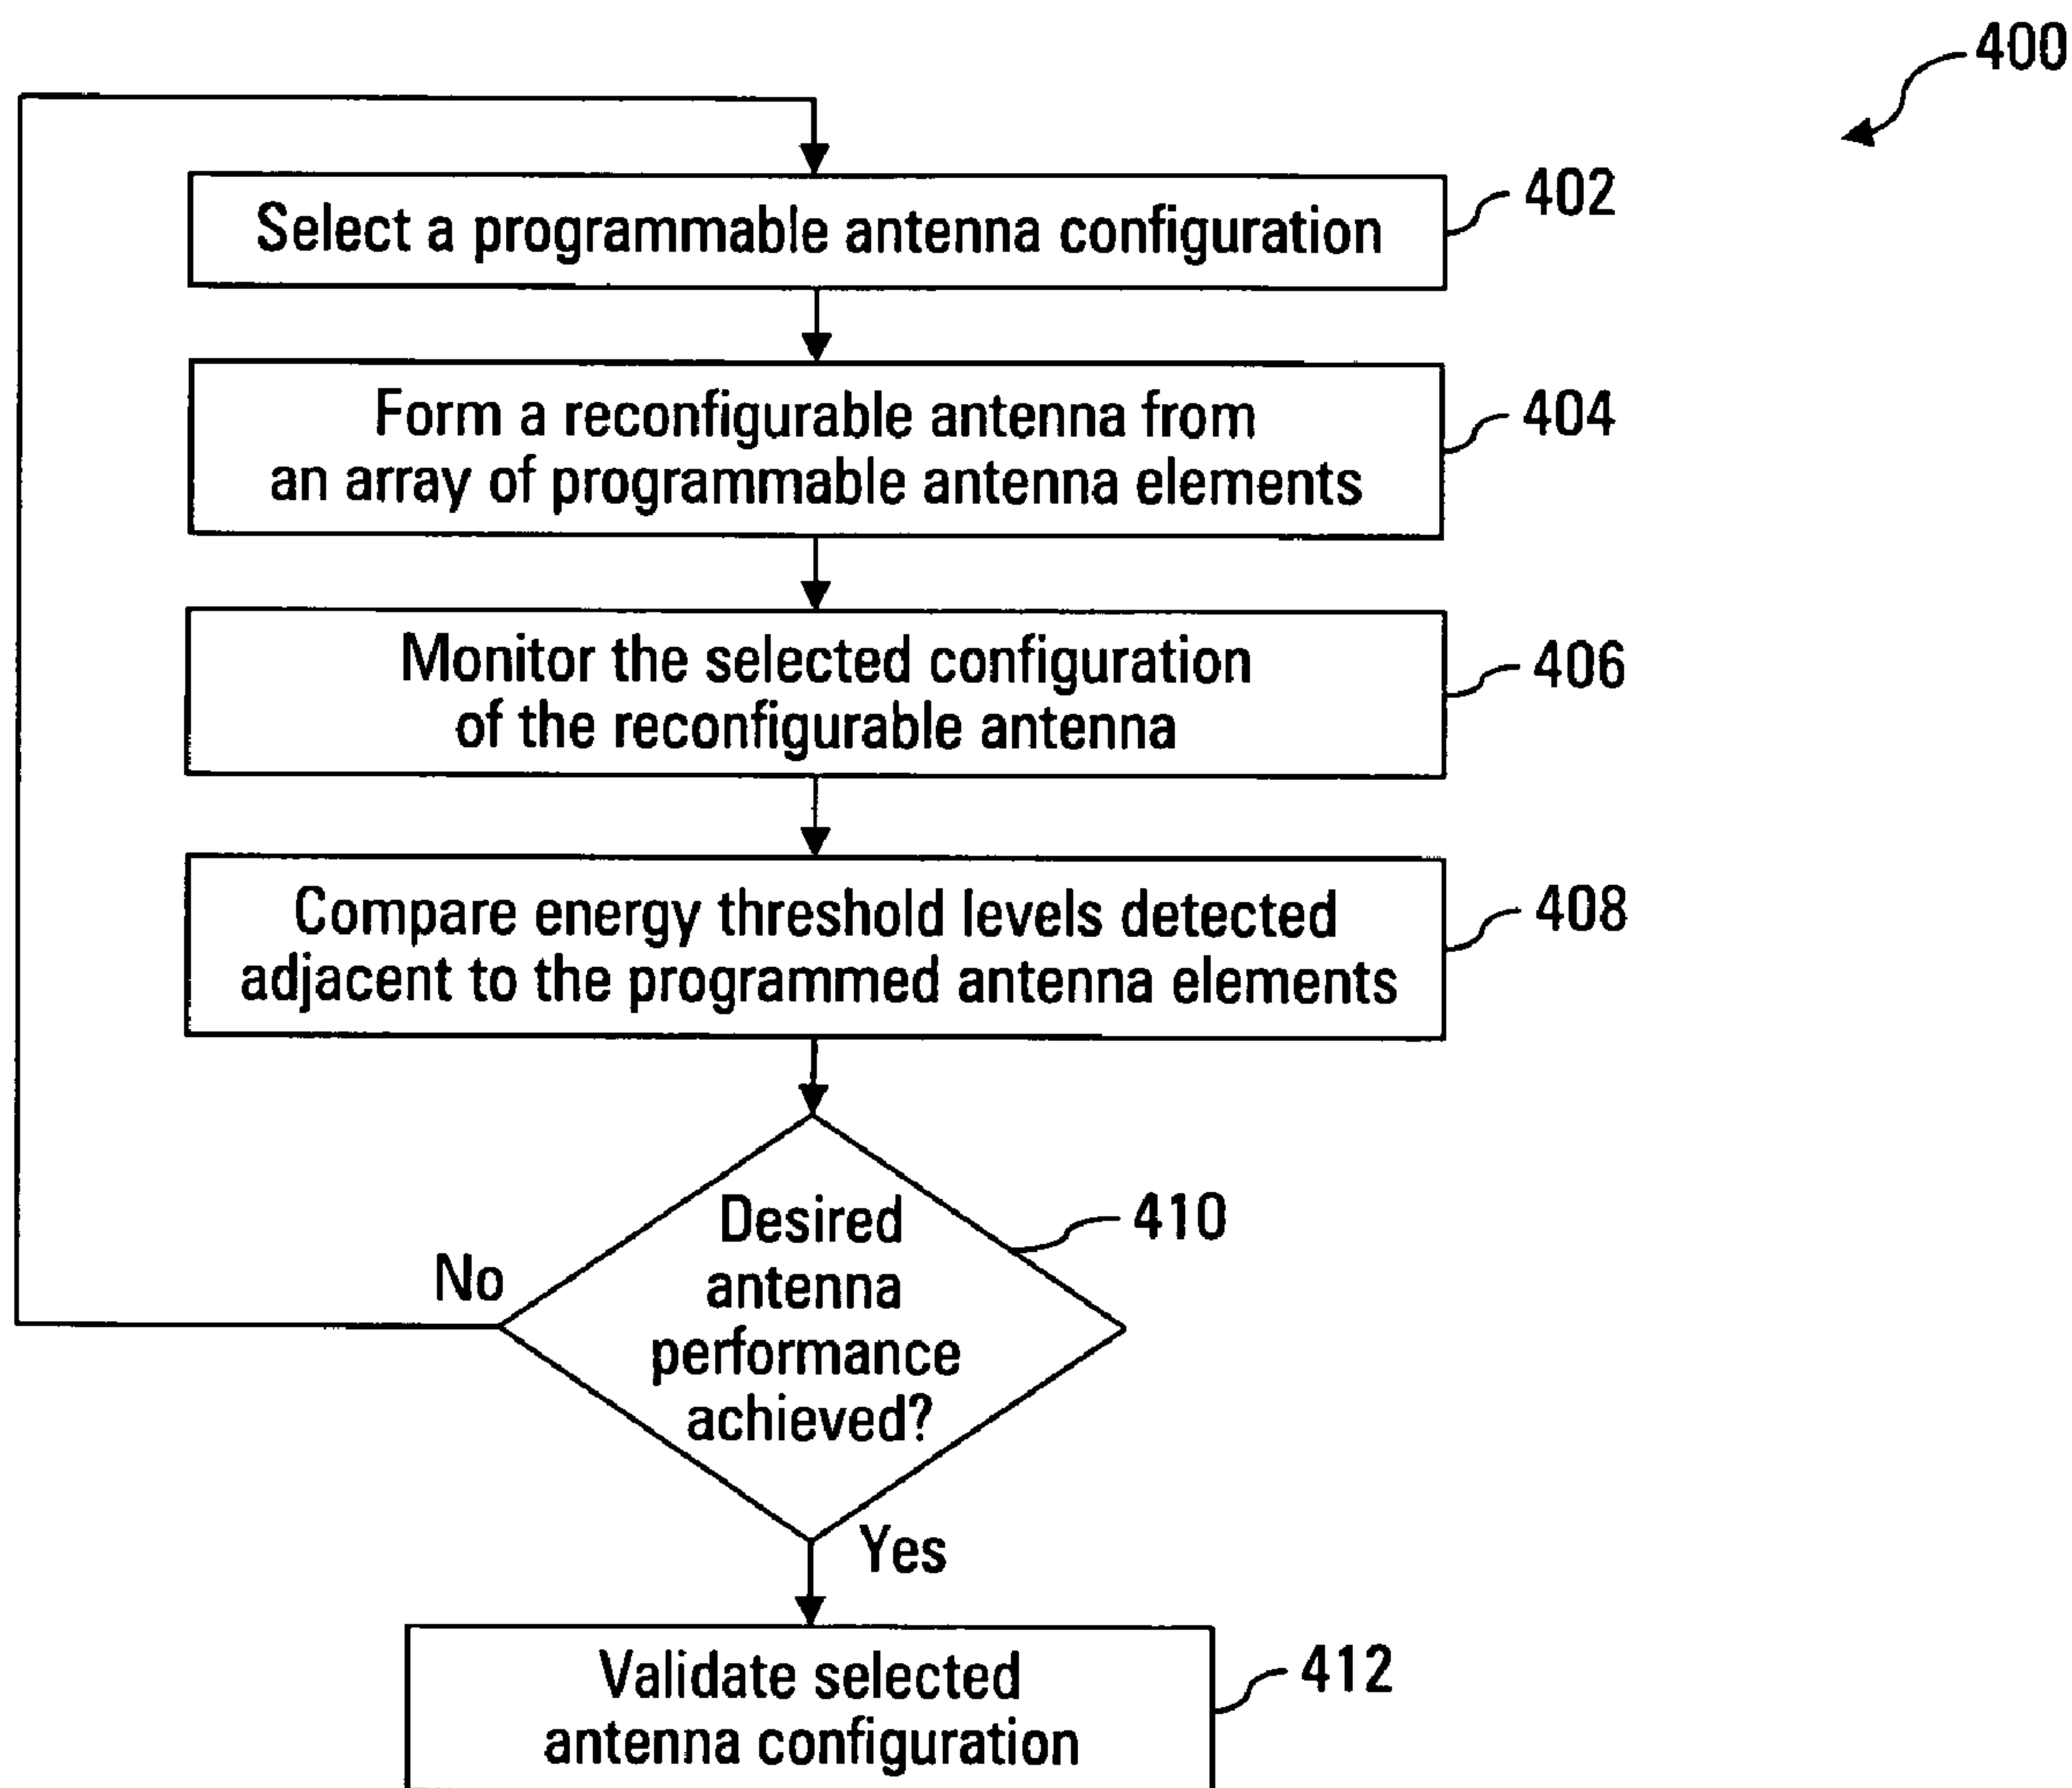 400
Select a programmable antenna configuration
402
Form a reconfigurable antenna from
an array of programmable antenna elements
404
Monitor the selected configuration
of the reconfigurable antenna
406
Compare energy threshold levels detected
adjacent to the programmed antenna elements
408
Desired
antenna
performance
achieved?
410
No
Yes
Validate selected
antenna configuration
412